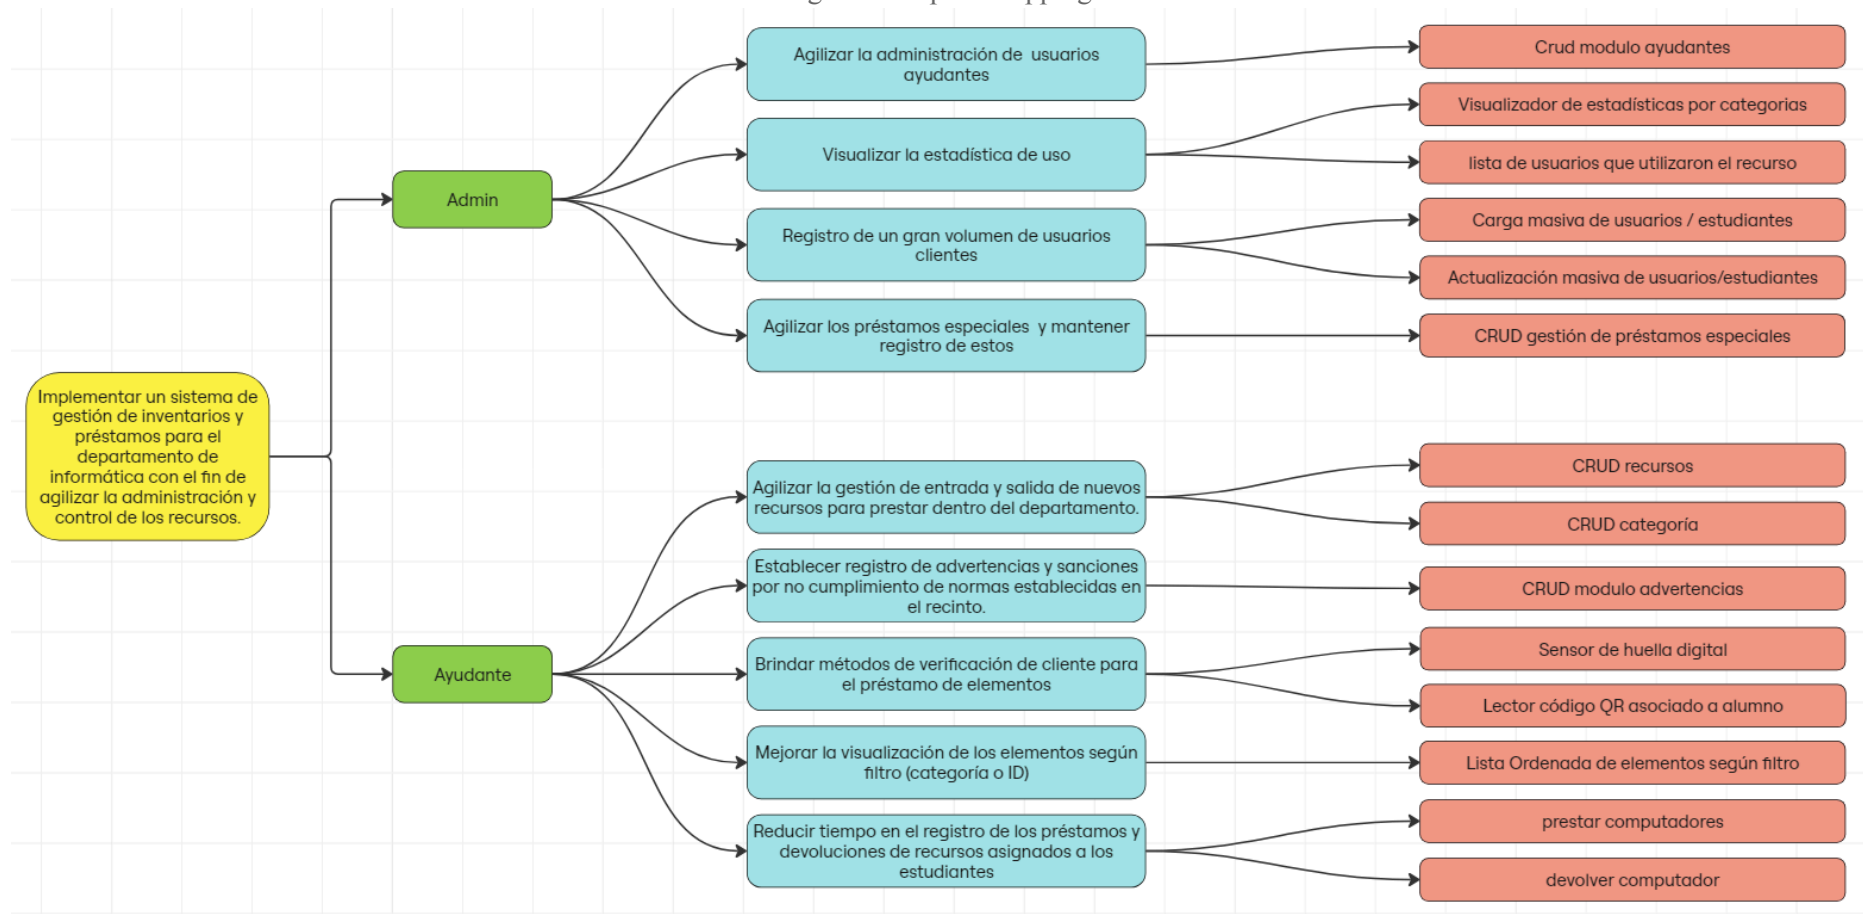 Agilizar la administración de usuarios
ayudantes
Crud modulo ayudantes
Visualizador de estadísticas por categorias
Visualizar la estadística de uso
lista de usuarios que utilizaron el recurso
Admin
Registro de un gran volumen de usuarios
clientes
Carga masiva de usuarios / estudiantes
Actualización masiva de usuarios/estudiantes
Agilizar los préstamos especiales y mantener
registro de estos
CRUD gestión de préstamos especiales
Implementar un sistema de
gestión de inventarios y
préstamos para el
departamento de
informática con el fin de
agilizar la administración y
control de los recursos.
Agilizar la gestión de entrada y salida de nuevos
recursos para prestar dentro del departamento.
CRUD recursos
CRUD categoría
Establecer registro de advertencias y sanciones
por no cumplimiento de normas establecidas en
el recinto.
CRUD modulo advertencias
Ayudante
Brindar métodos de verificación de cliente para
el préstamo de elementos
Sensor de huella digital
Lector código QR asociado a alumno
Mejorar la visualización de los elementos según
filtro (categoría o ID)
Lista Ordenada de elementos según filtro
Reducir tiempo en el registro de los préstamos y
devoluciones de recursos asignados a los
estudiantes
prestar computadores
devolver computador